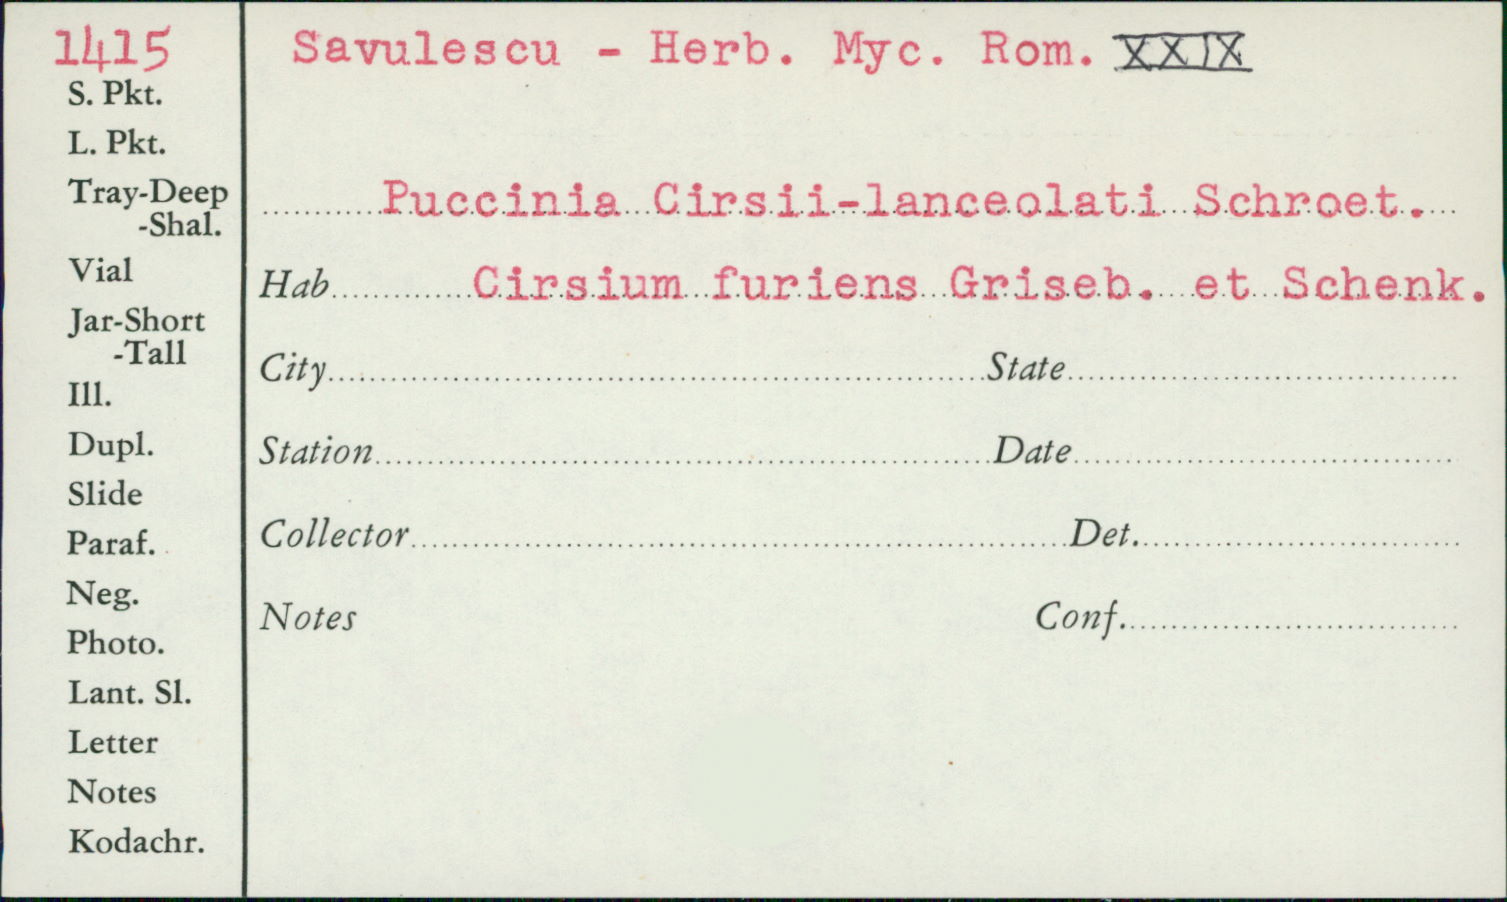 1415
Savulescu - Herb. Myc. Rom. XXIX
S. Pkt.
L. Pkt.
Tray-Deep
-Shal.
Vial
Jar-Short
-Tall
Ill.
Dupl.
Slide
Paraf.
Neg.
Photo.
Lant. Sl.
Letter
Notes
Kodachr.
Puccinia Cirsii-lanceolati Schroet.
Hab Cirsium furiens Griseb. et Schenk.
City State
Station Date
Collector Det.
Notes Conf.